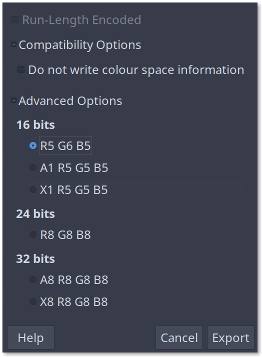 Run-Length Encoded
Compatibility Options
Do not write colour space information
Advanced Options
16 bits
R5 G6 B5
A1 R5 G5 B5
X1 R5 G5 B5
24 bits
R8 G8 B8
32 bits
A8 R8 G8 B8
X8 R8 G8 B8
Help Cancel Export